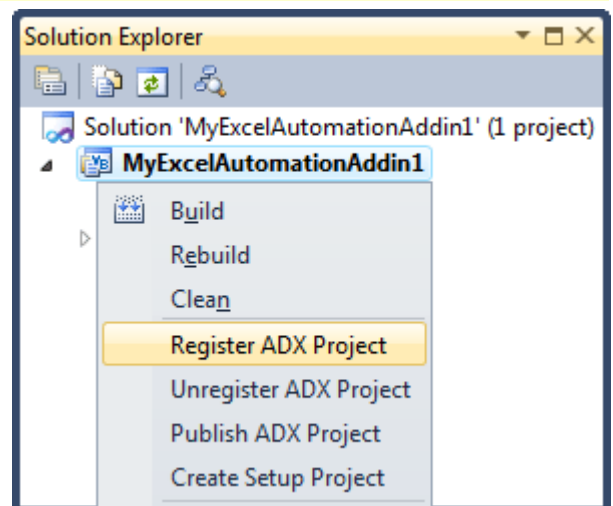 Solution Explorer
Solution 'MyExcelAutomationAddin1' (1 project)
VB MyExcelAutomationAddin1
Build
Rebuild
Clean
Register ADX Project
Unregister ADX Project
Publish ADX Project
Create Setup Project